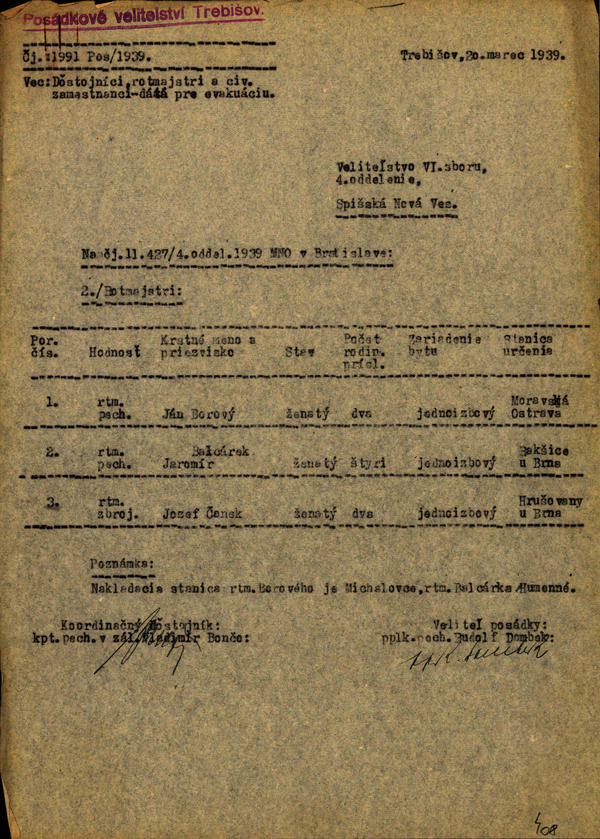 Posádkové velitelství Trebišov.
Čj.:1991 Pos/1939.
Trebišov,20.marec 1939.
Vec:Dôstojníci,rotmajstri a civ.
zamestnanci-dáta pre evakuáciu.
Veliteľstvo VI.sboru,
4.oddelenie,
Spišská Nová Ves.
Na čj.11.427/4.oddel.1939 MNO v Bratislave:
2./Rotmajstri:
Por. čís. Hodnosť Krstné meno a priezvisko Stav Počet rodin. prísl. Zariadenie bytu Stanica určenia
1. rtm. pech. Ján Borový ženatý dva jednoizbový Moravská Ostrava
2. rtm. pech. Balcárek Jaromír ženatý štyri jednoizbový Rakšice u Brna
3. rtm. zbroj. Jozef Čanek ženatý dva jednoizbový Hrušovany u Brna
Poznámka:
Nakladacia stanica rtm.Borového je Michalovce,rtm.Balcárka Humenné.
Koordinačný dôstojník:
kpt.pech.v zál.Vladimír Bončo:
Veliteľ posádky:
pplk.pech.Rudolf Dombek:
408